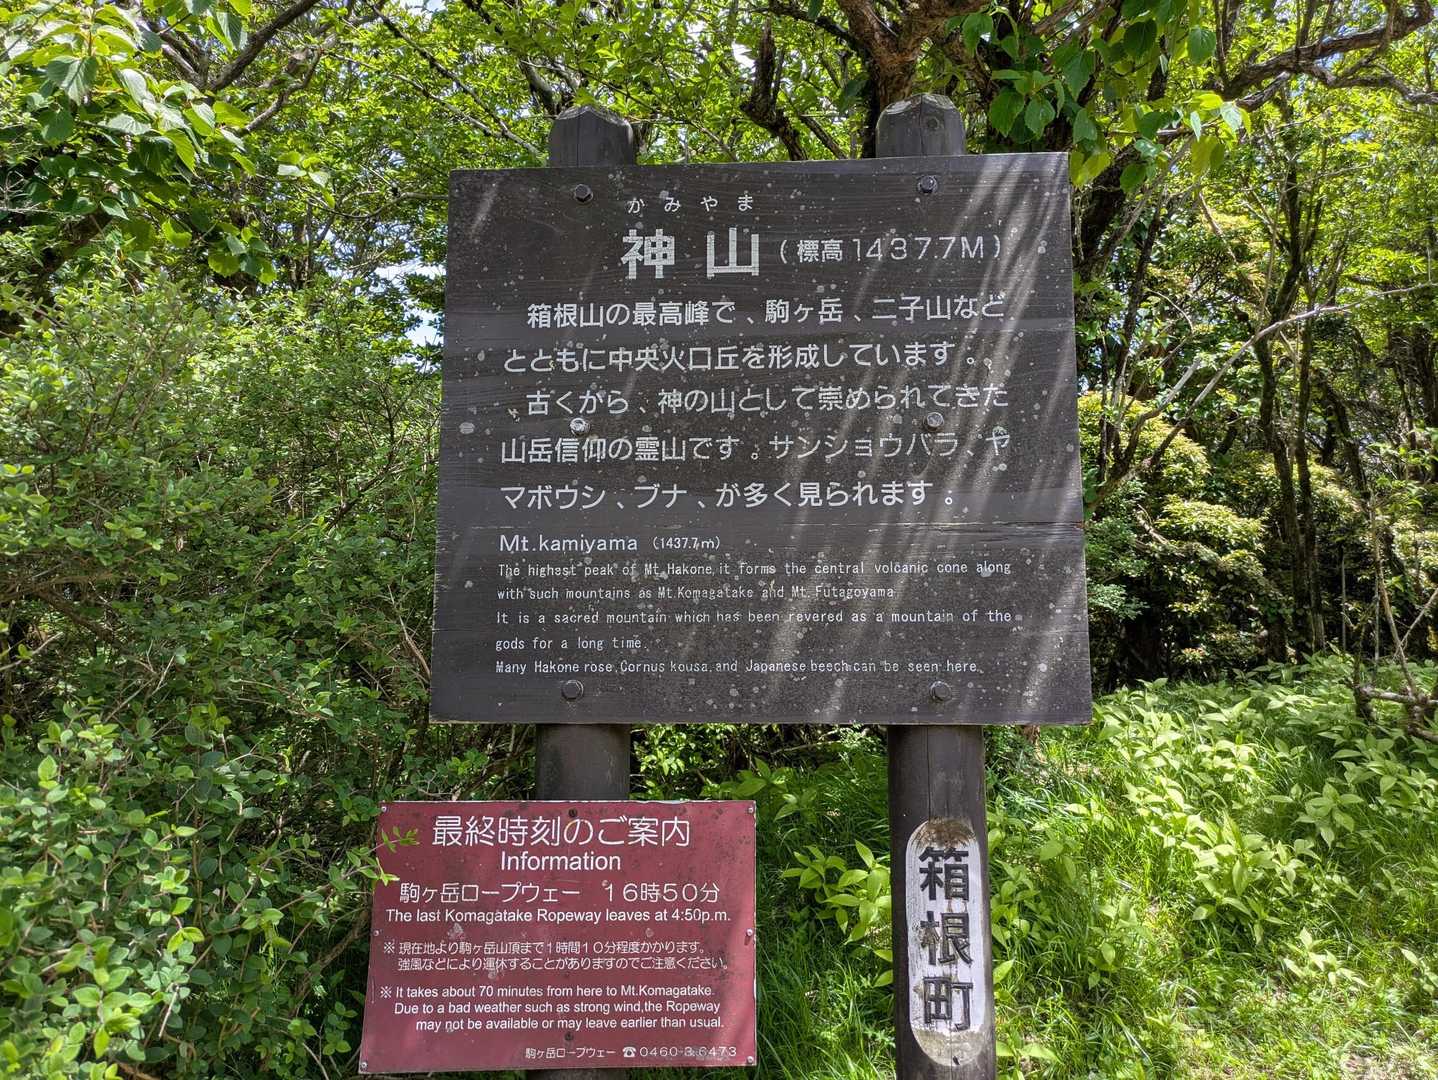 かみやま
神山（標高1437.7M）
箱根山の最高峰で、駒ヶ岳、二子山など
とともに中央火口丘を形成しています。
古くから、神の山として崇められてきた
山岳信仰の霊山です。サンショウバラ、ヤ
マボウシ、ブナ、が多く見られます。
Mt.kamiyama （1437.7m）
The highest peak of Mt.Hakone,it forms the central volcanic cone along
with such mountains as Mt.Komagatake and Mt. Futagoyama
It is a sacred mountain which has been revered as a mountain of the
gods for a long time.
Many Hakone rose,Cornus kousa,and Japanese beech can be seen here.
最終時刻のご案内
Information
駒ヶ岳ロープウェー 16時50分
The last Komagatake Ropeway leaves at 4:50p.m.
※現在地より駒ヶ岳山頂まで1時間10分程度かかります。
強風などにより運休することがありますのでご注意ください。
※It takes about 70 minutes from here to Mt.Komagatake.
Due to a bad weather such as strong wind,the Ropeway
may not be available or may leave earlier than usual.
駒ヶ岳ロープウェー ☎0460-3-6473
箱根町